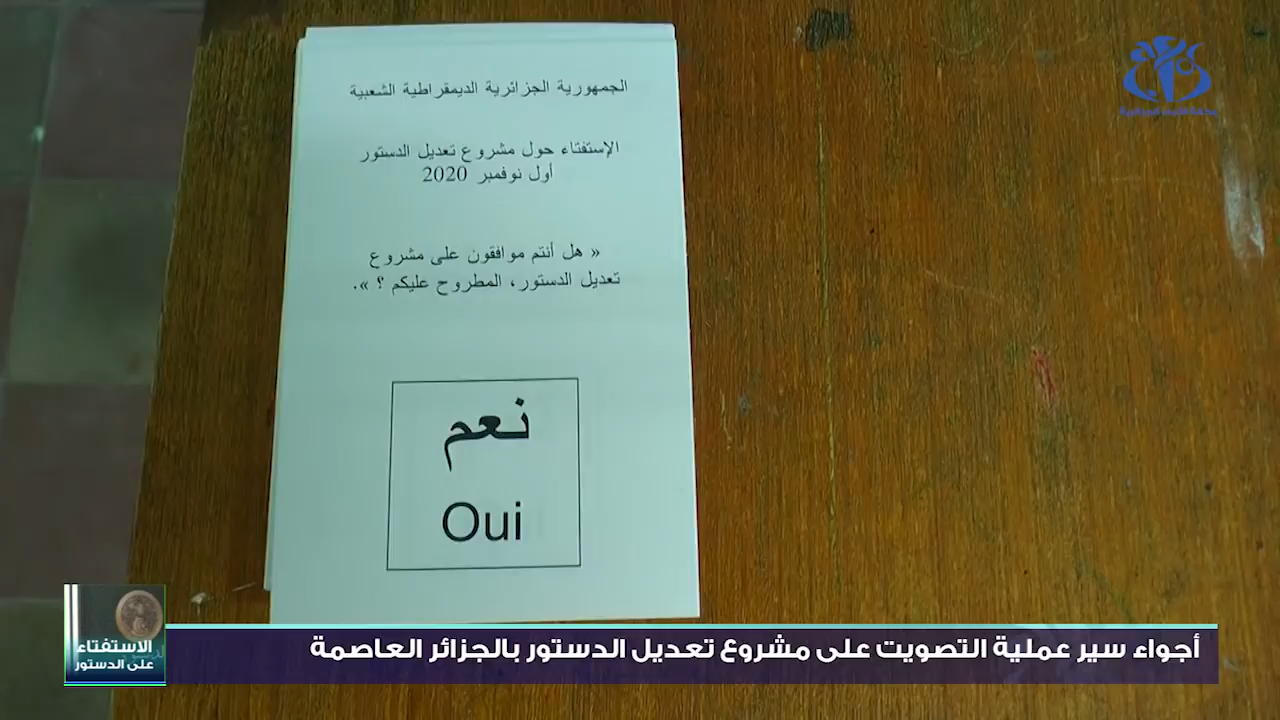 الجمهورية الجزائرية الديمقراطية الشعبية
الإستفتاء حول مشروع تعديل الدستور
أول نوفمبر 2020
« هل أنتم موافقون على مشروع
تعديل الدستور، المطروح عليكم ؟ ».
نعم
Oui
أجواء سير عملية التصويت على مشروع تعديل الدستور بالجزائر العاصمة
الاستفتاء
على الدستور